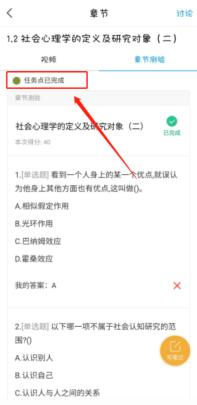 章节
讨论
1.2 社会心理学的定义及研究对象（二）
视频
章节测验
任务点已完成
章节测验
社会心理学的定义及研究对象（二）
已完成
本次得分: 40
1.[单选题] 看到一个人身上的某一个优点,就误认
为他身上其他方面也有优点,这叫做()。
A.相似假定作用
B.光环作用
C.巴纳姆效应
D.霍桑效应
我的答案：A
2.[单选题] 以下哪一项不属于社会认知研究的范
围?()
A.认识别人
B.认识自己
C.认识人与人之间的关系
写笔记